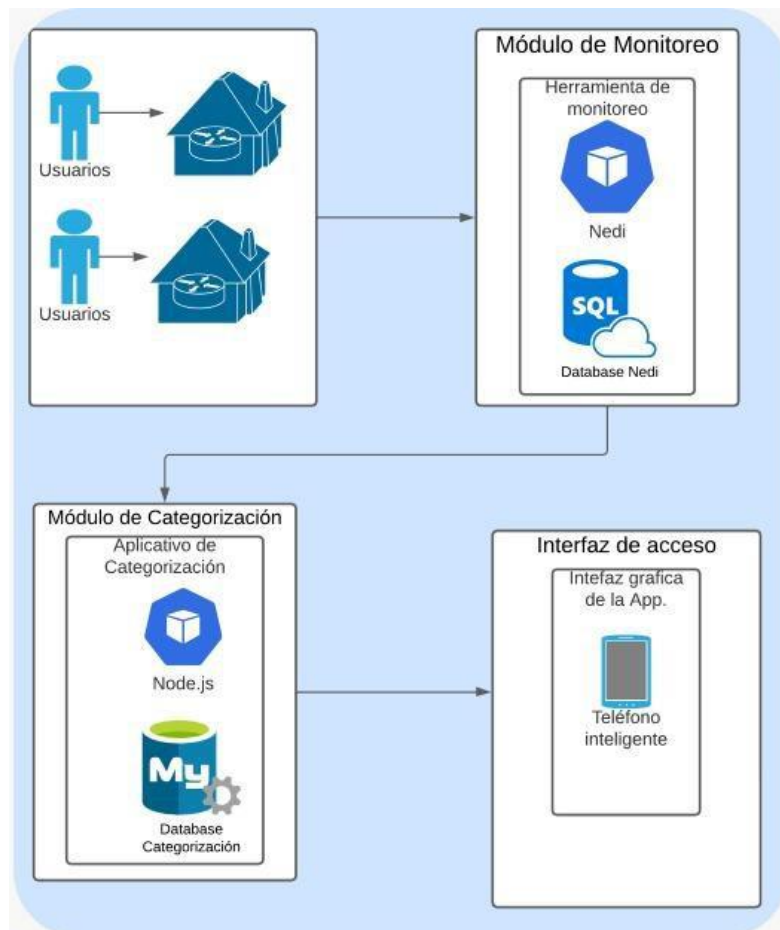 Usuarios
Usuarios
Módulo de Monitoreo
Herramienta de
monitoreo
Nedi
SQL
Database Nedi
Módulo de Categorización
Aplicativo de
Categorización
Node.js
My
Database
Categorización
Interfaz de acceso
Intefaz grafica
de la App.
Teléfono
inteligente